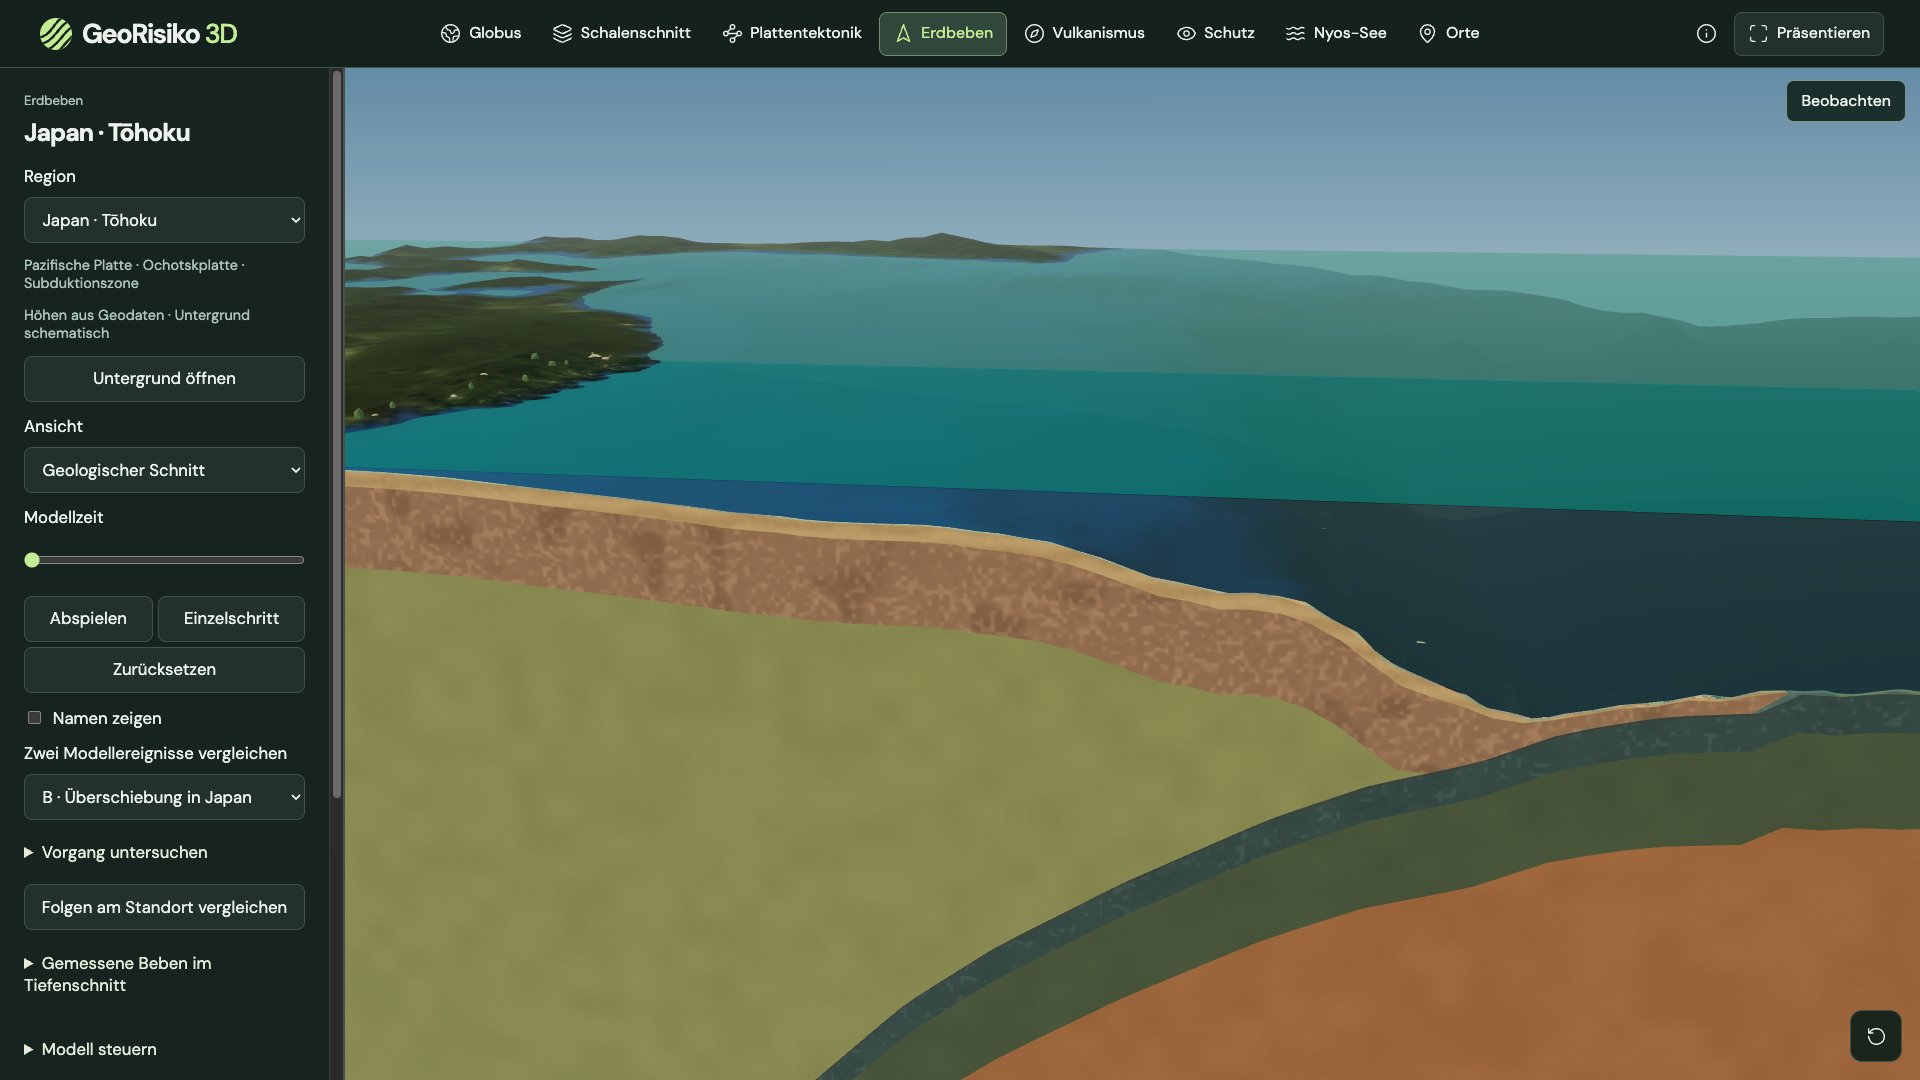 GeoRisiko 3D
Globus
Schalenschnitt
Plattentektonik
Erdbeben
Vulkanismus
Schutz
Nyos-See
Orte
Präsentieren
Erdbeben
Japan · Tōhoku
Region
Japan · Tōhoku
Pazifische Platte · Ochotskplatte ·
Subduktionszone
Höhen aus Geodaten · Untergrund
schematisch
Untergrund öffnen
Ansicht
Geologischer Schnitt
Modellzeit
Abspielen
Einzelschritt
Zurücksetzen
Namen zeigen
Zwei Modellereignisse vergleichen
B · Überschiebung in Japan
Vorgang untersuchen
Folgen am Standort vergleichen
Gemessene Beben im
Tiefenschnitt
Modell steuern
Beobachten